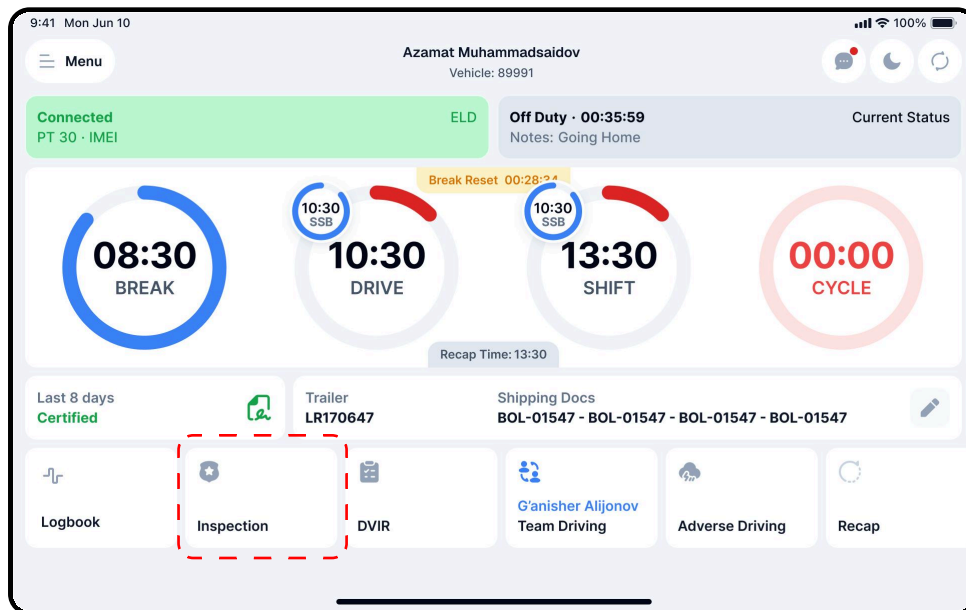 9:41 Mon Jun 10
100%
Menu
Azamat Muhammadsaidov
Vehicle: 89991
Connected
ELD
PT 30 · IMEI
Off Duty · 00:35:59
Current Status
Notes: Going Home
Break Reset 00:28:34
08:30
BREAK
10:30
SSB
10:30
DRIVE
10:30
SSB
13:30
SHIFT
00:00
CYCLE
Recap Time: 13:30
Last 8 days
Certified
Trailer
LR170647
Shipping Docs
BOL-01547 - BOL-01547 - BOL-01547 - BOL-01547
Logbook
Inspection
DVIR
G'anisher Alijonov
Team Driving
Adverse Driving
Recap